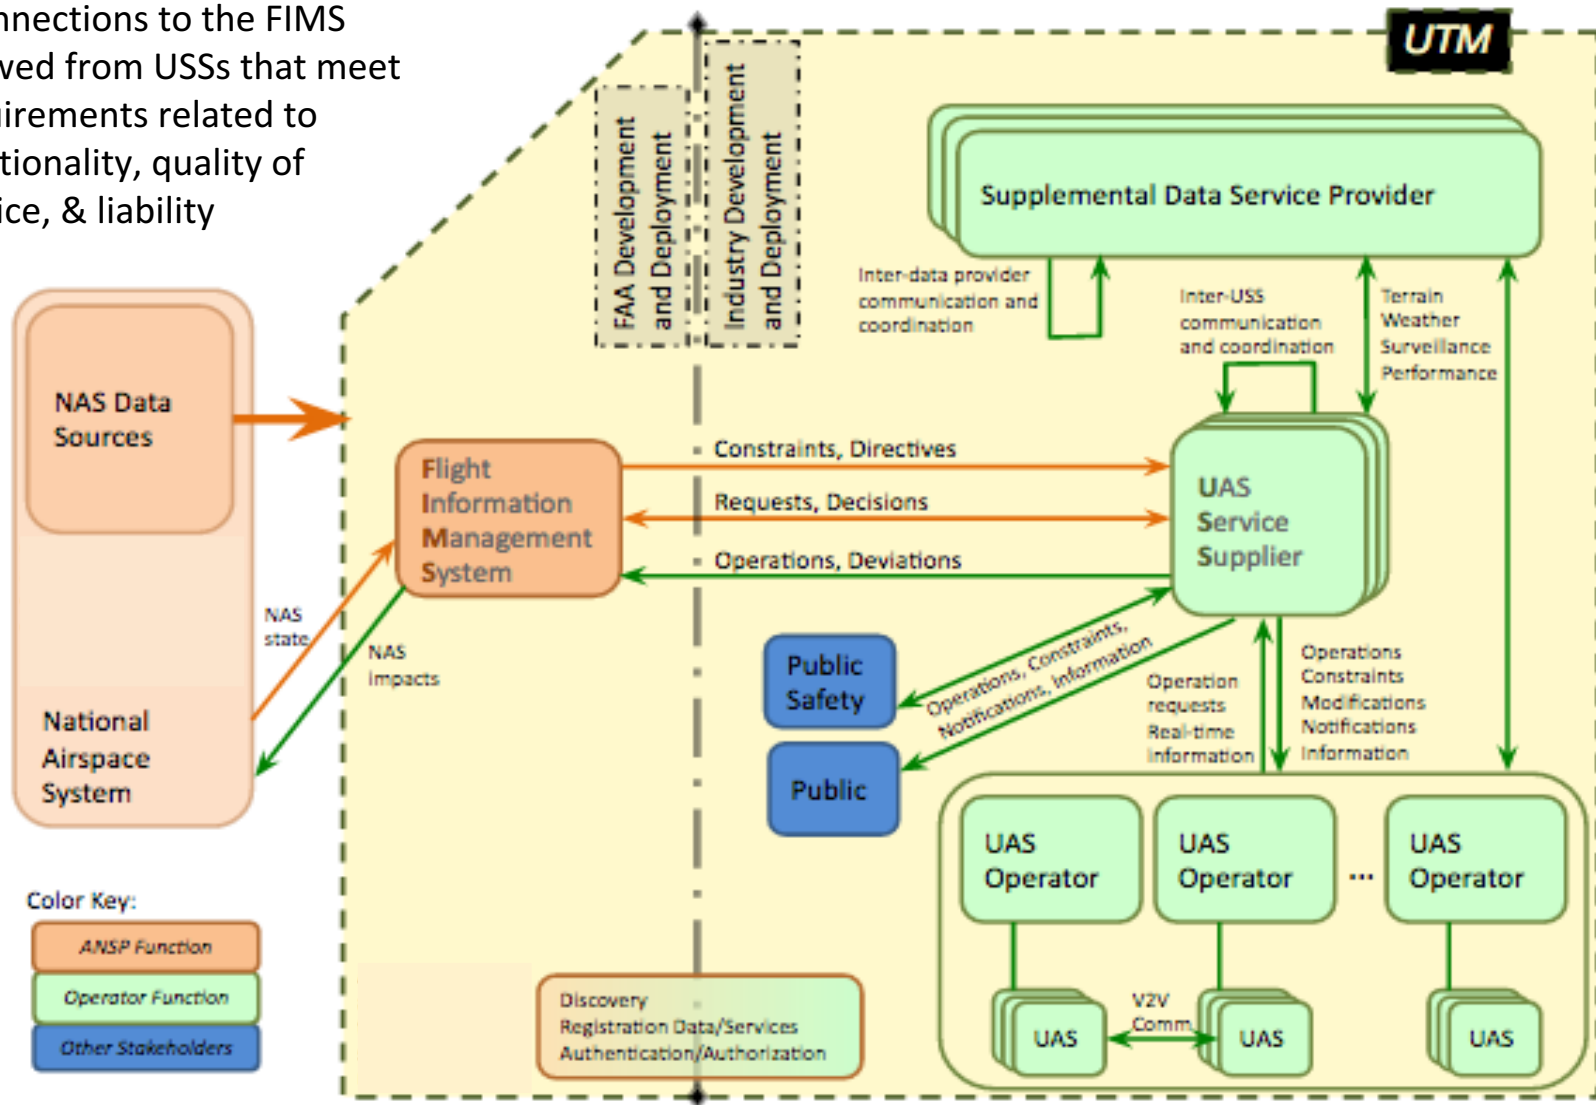 nnections to the FIMS
wed from USSs that meet
uirements related to
tionality, quality of
ice, & liability
UTM
FAA Development
and Deployment
Industry Development
and Deployment
Supplemental Data Service Provider
Inter-data provider
communication and
coordination
Inter-USS
communication
and coordination
Terrain
Weather
Surveillance
Performance
NAS Data
Sources
Flight
Information
Management
System
Constraints, Directives
Requests, Decisions
Operations, Deviations
UAS
Service
Supplier
NAS
state
NAS
impacts
National
Airspace
System
Public
Safety
Public
Operations, Constraints,
Notifications, Information
Operation
requests
Real-time
information
Operations
Constraints
Modifications
Notifications
Information
UAS
Operator
UAS
Operator
...
UAS
Operator
UAS
V2V
Comm
UAS
UAS
Color Key:
ANSP Function
Operator Function
Other Stakeholders
Discovery
Registration Data/Services
Authentication/Authorization